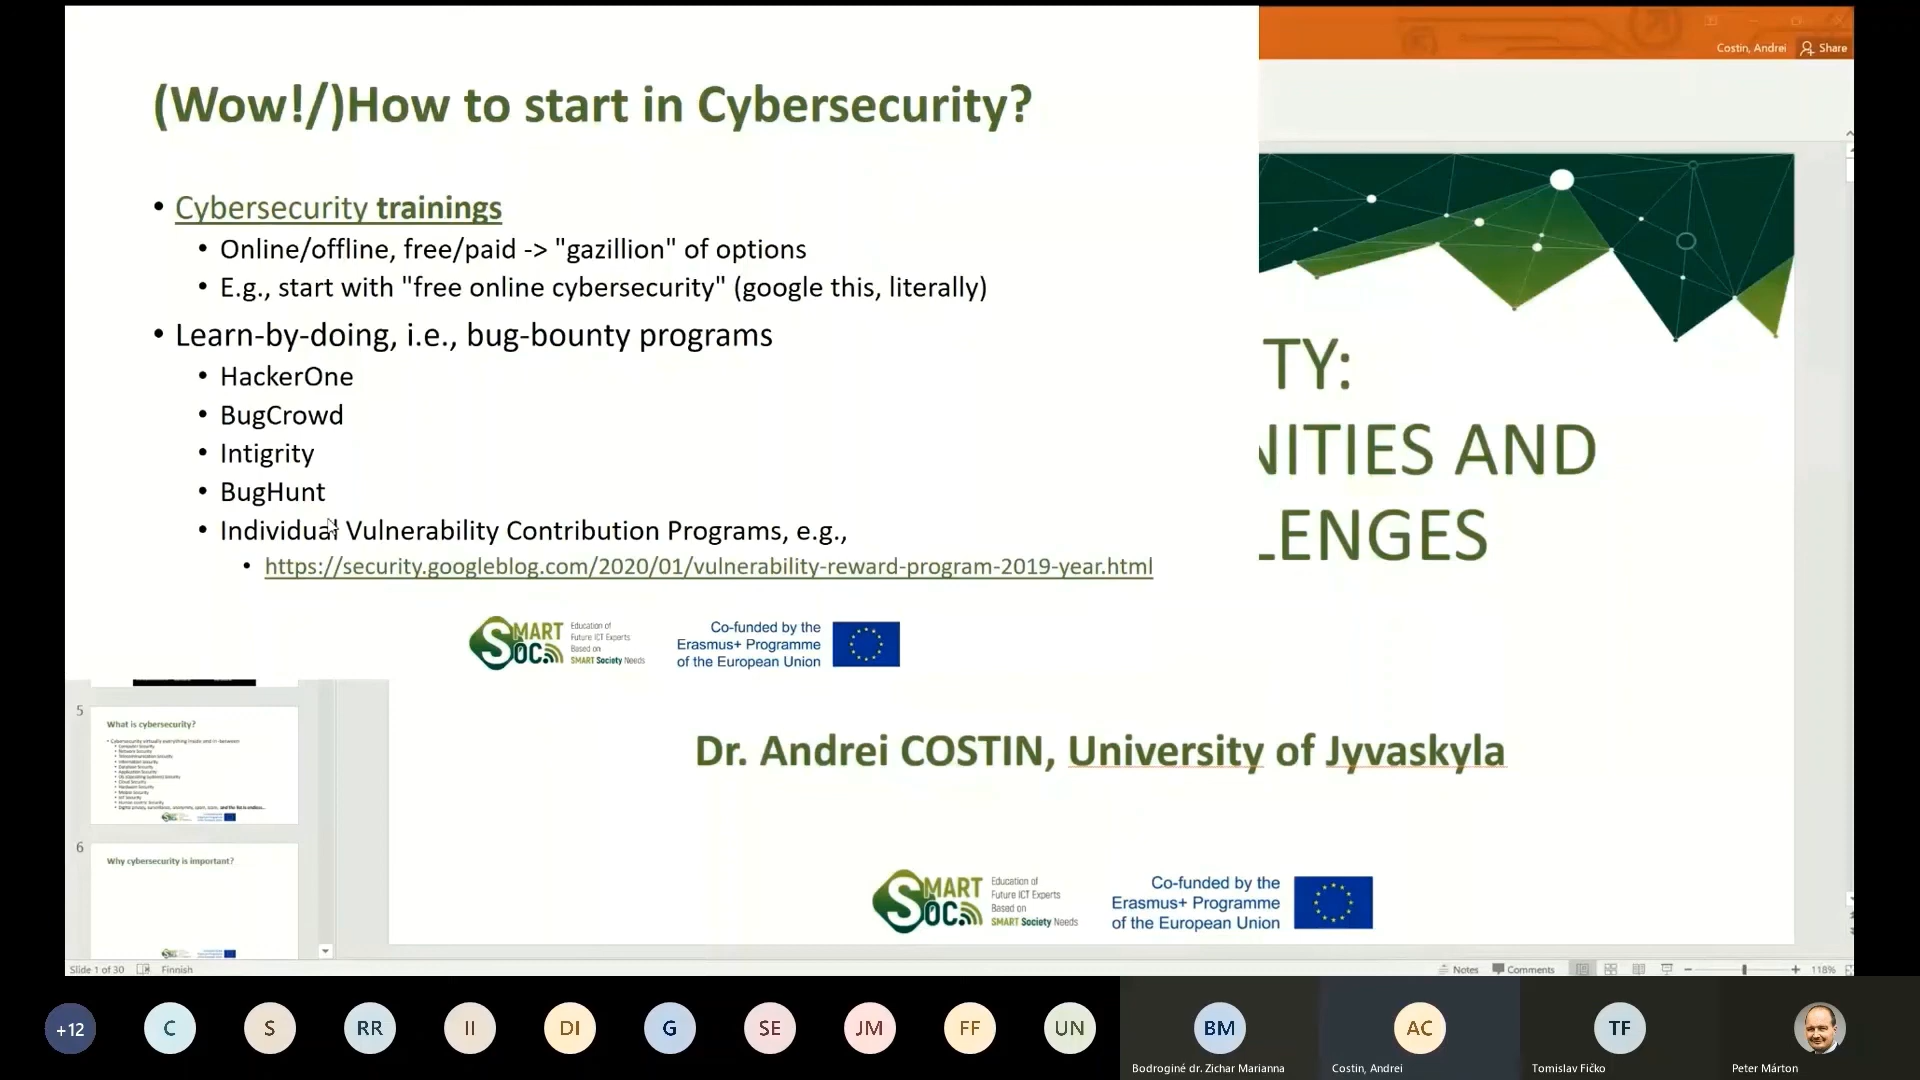 (Wow!/)How to start in Cybersecurity?
• Cybersecurity trainings
• Online/offline, free/paid -> "gazillion" of options
• E.g., start with "free online cybersecurity" (google this, literally)
• Learn-by-doing, i.e., bug-bounty programs
• HackerOne
• BugCrowd
• Intigrity
• BugHunt
• Individual Vulnerability Contribution Programs, e.g.,
• https://security.googleblog.com/2020/01/vulnerability-reward-program-2019-year.html
SMART SOC
Education of
Future ICT Experts
Based on
SMART Society Needs
Co-funded by the
Erasmus+ Programme
of the European Union
Costin, Andrei
Share
TY:
NITIES AND
LENGES
Dr. Andrei COSTIN, University of Jyvaskyla
SMART SOC
Education of
Future ICT Experts
Based on
SMART Society Needs
Co-funded by the
Erasmus+ Programme
of the European Union
5
What is cybersecurity?
6
Why cybersecurity is important?
Slide 1 of 30
Finnish
Notes
Comments
118%
+12
C
S
RR
II
DI
G
SE
JM
FF
UN
BM
AC
TF
Bodroginé dr. Zichar Marianna
Costin, Andrei
Tomislav Fičko
Peter Márton